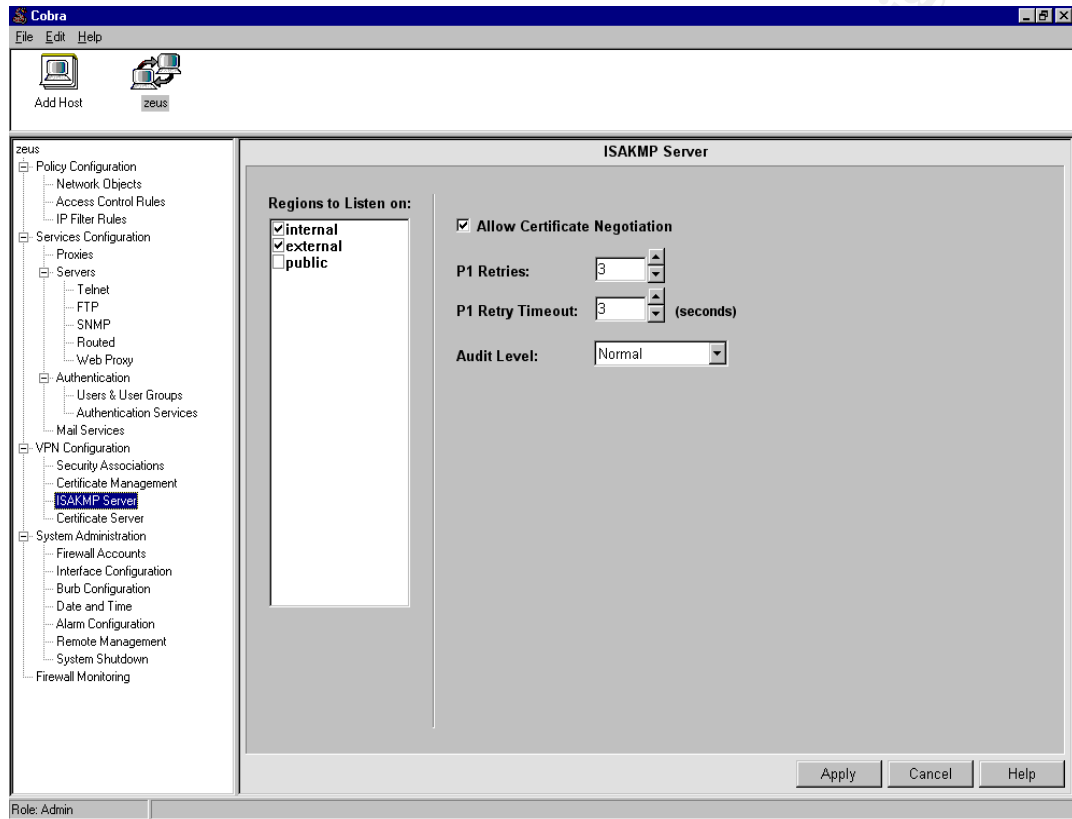 Cobra
File Edit Help
Add Host
zeus
zeus
Policy Configuration
Network Objects
Access Control Rules
IP Filter Rules
Services Configuration
Proxies
Servers
Telnet
FTP
SNMP
Routed
Web Proxy
Authentication
Users & User Groups
Authentication Services
Mail Services
VPN Configuration
Security Associations
Certificate Management
ISAKMP Server
Certificate Server
System Administration
Firewall Accounts
Interface Configuration
Burb Configuration
Date and Time
Alarm Configuration
Remote Management
System Shutdown
Firewall Monitoring
ISAKMP Server
Regions to Listen on:
internal
external
public
Allow Certificate Negotiation
P1 Retries: 3
P1 Retry Timeout: 3 (seconds)
Audit Level: Normal
Apply Cancel Help
Role: Admin